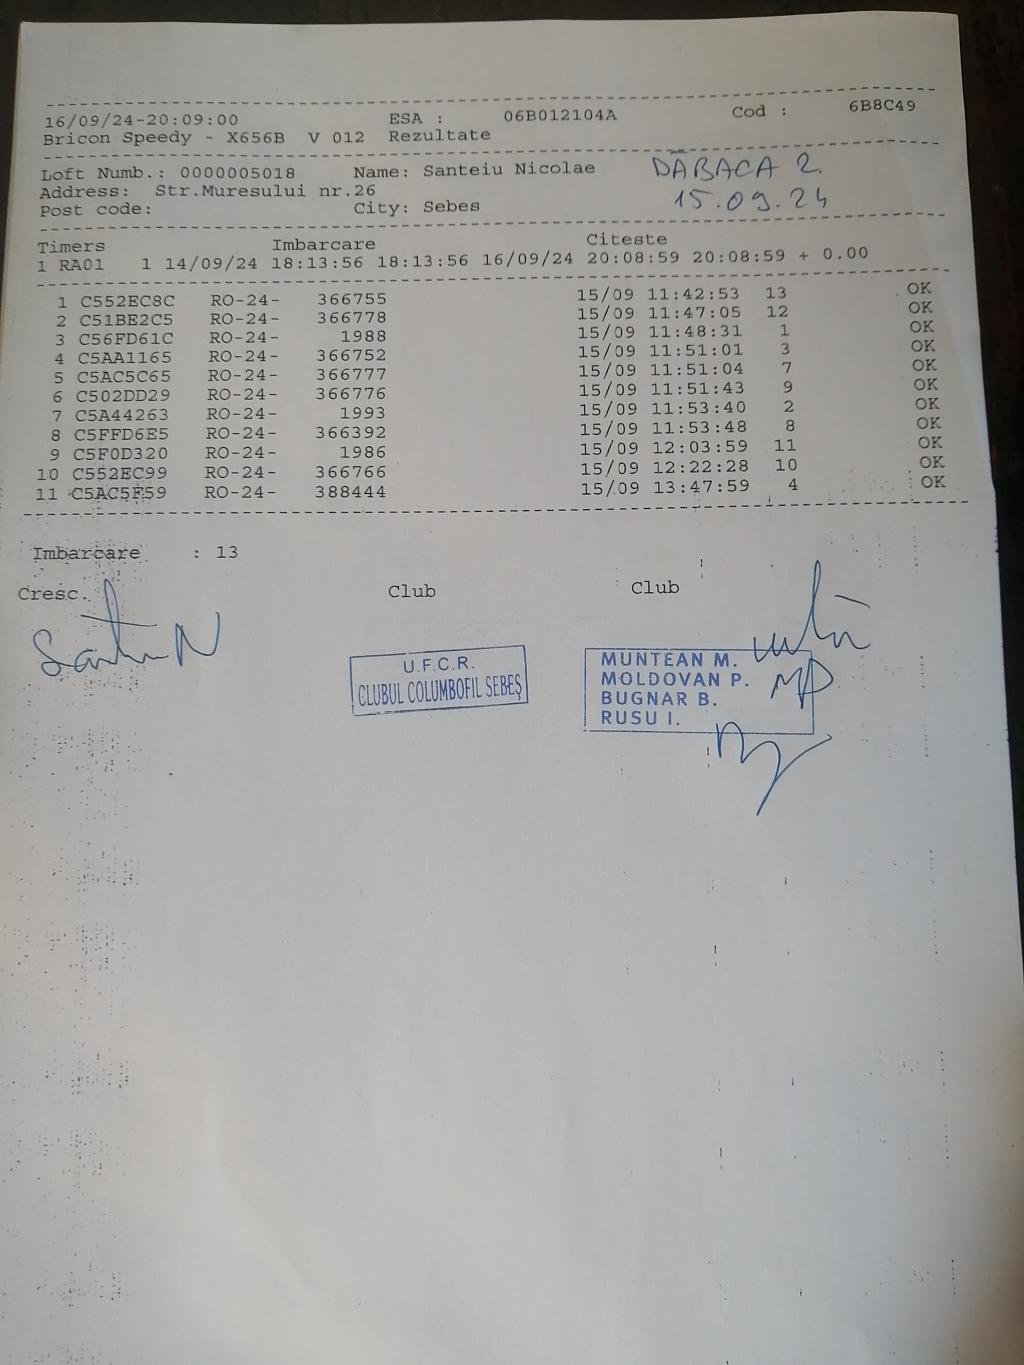 16/09/24-20:09:00 ESA : 06B012104A Cod : 6B8C49
Bricon Speedy - X656B V 012 Rezultate
Loft Numb.: 0000005018 Name: Santeiu Nicolae
Address: Str.Muresului nr.26
Post code: City: Sebes
DĂBACA 2.
15.09.24
Timers Imbarcare Citeste
1 RA01 1 14/09/24 18:13:56 18:13:56 16/09/24 20:08:59 20:08:59 + 0.00
1 C552EC8C RO-24- 366755 15/09 11:42:53 13 OK
2 C51BE2C5 RO-24- 366778 15/09 11:47:05 12 OK
3 C56FD61C RO-24- 1988 15/09 11:48:31 1 OK
4 C5AA1165 RO-24- 366752 15/09 11:51:01 3 OK
5 C5AC5C65 RO-24- 366777 15/09 11:51:04 7 OK
6 C502DD29 RO-24- 366776 15/09 11:51:43 9 OK
7 C5A44263 RO-24- 1993 15/09 11:53:40 2 OK
8 C5FFD6E5 RO-24- 366392 15/09 11:53:48 8 OK
9 C5F0D320 RO-24- 1986 15/09 12:03:59 11 OK
10 C552EC99 RO-24- 366766 15/09 12:22:28 10 OK
11 C5AC5F59 RO-24- 388444 15/09 13:47:59 4 OK
Imbarcare : 13
Cresc. Club Club
U.F.C.R.
CLUBUL COLUMBOFIL SEBEȘ
MUNTEAN M.
MOLDOVAN P.
BUGNAR B.
RUSU I.